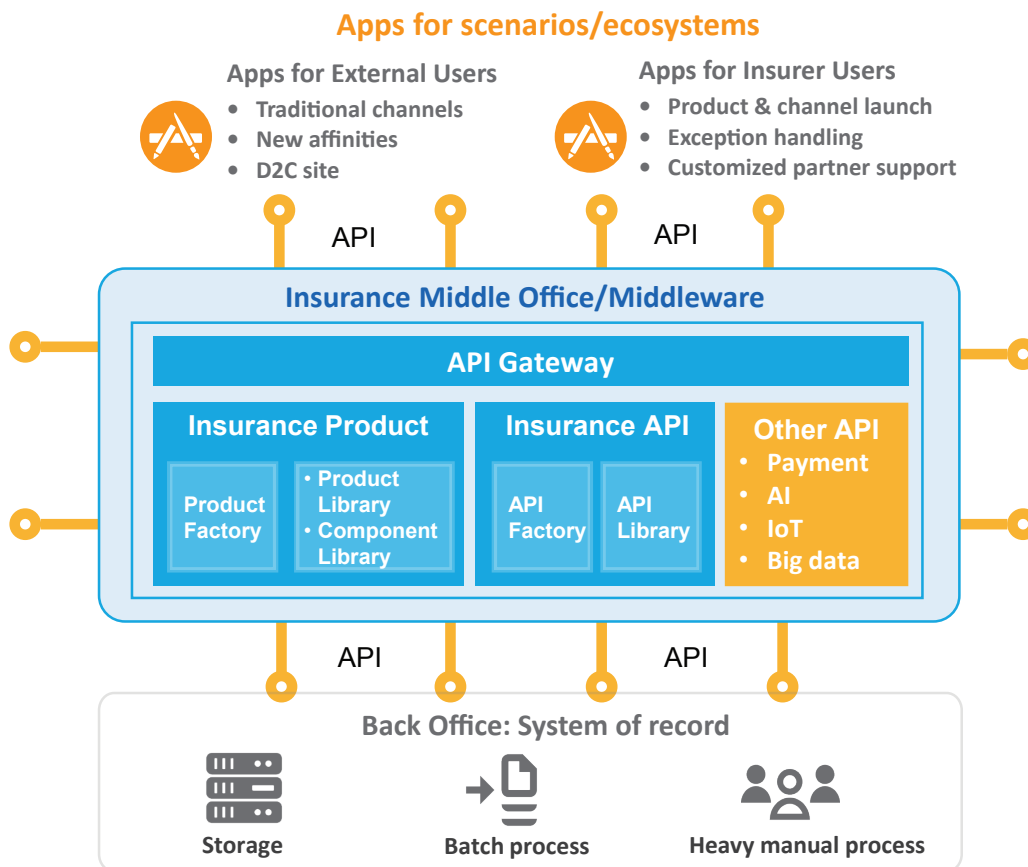 Apps for scenarios/ecosystems
Apps for External Users
• Traditional channels
• New affinities
• D2C site
Apps for Insurer Users
• Product & channel launch
• Exception handling
• Customized partner support
API
API
Insurance Middle Office/Middleware
API Gateway
Insurance Product
Product
Factory
• Product
Library
• Component
Library
Insurance API
API
Factory
API
Library
Other API
• Payment
• AI
• IoT
• Big data
API
API
Back Office: System of record
Storage
Batch process
Heavy manual process